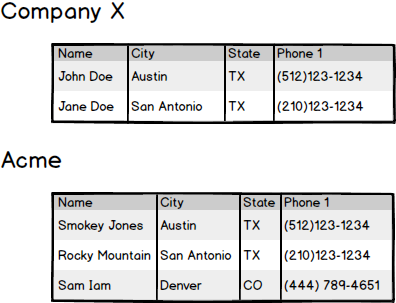 Company X
Name City State Phone 1
John Doe Austin TX (512)123-1234
Jane Doe San Antonio TX (210)123-1234
Acme
Name City State Phone 1
Smokey Jones Austin TX (512)123-1234
Rocky Mountain San Antonio TX (210)123-1234
Sam Iam Denver CO (444) 789-4651